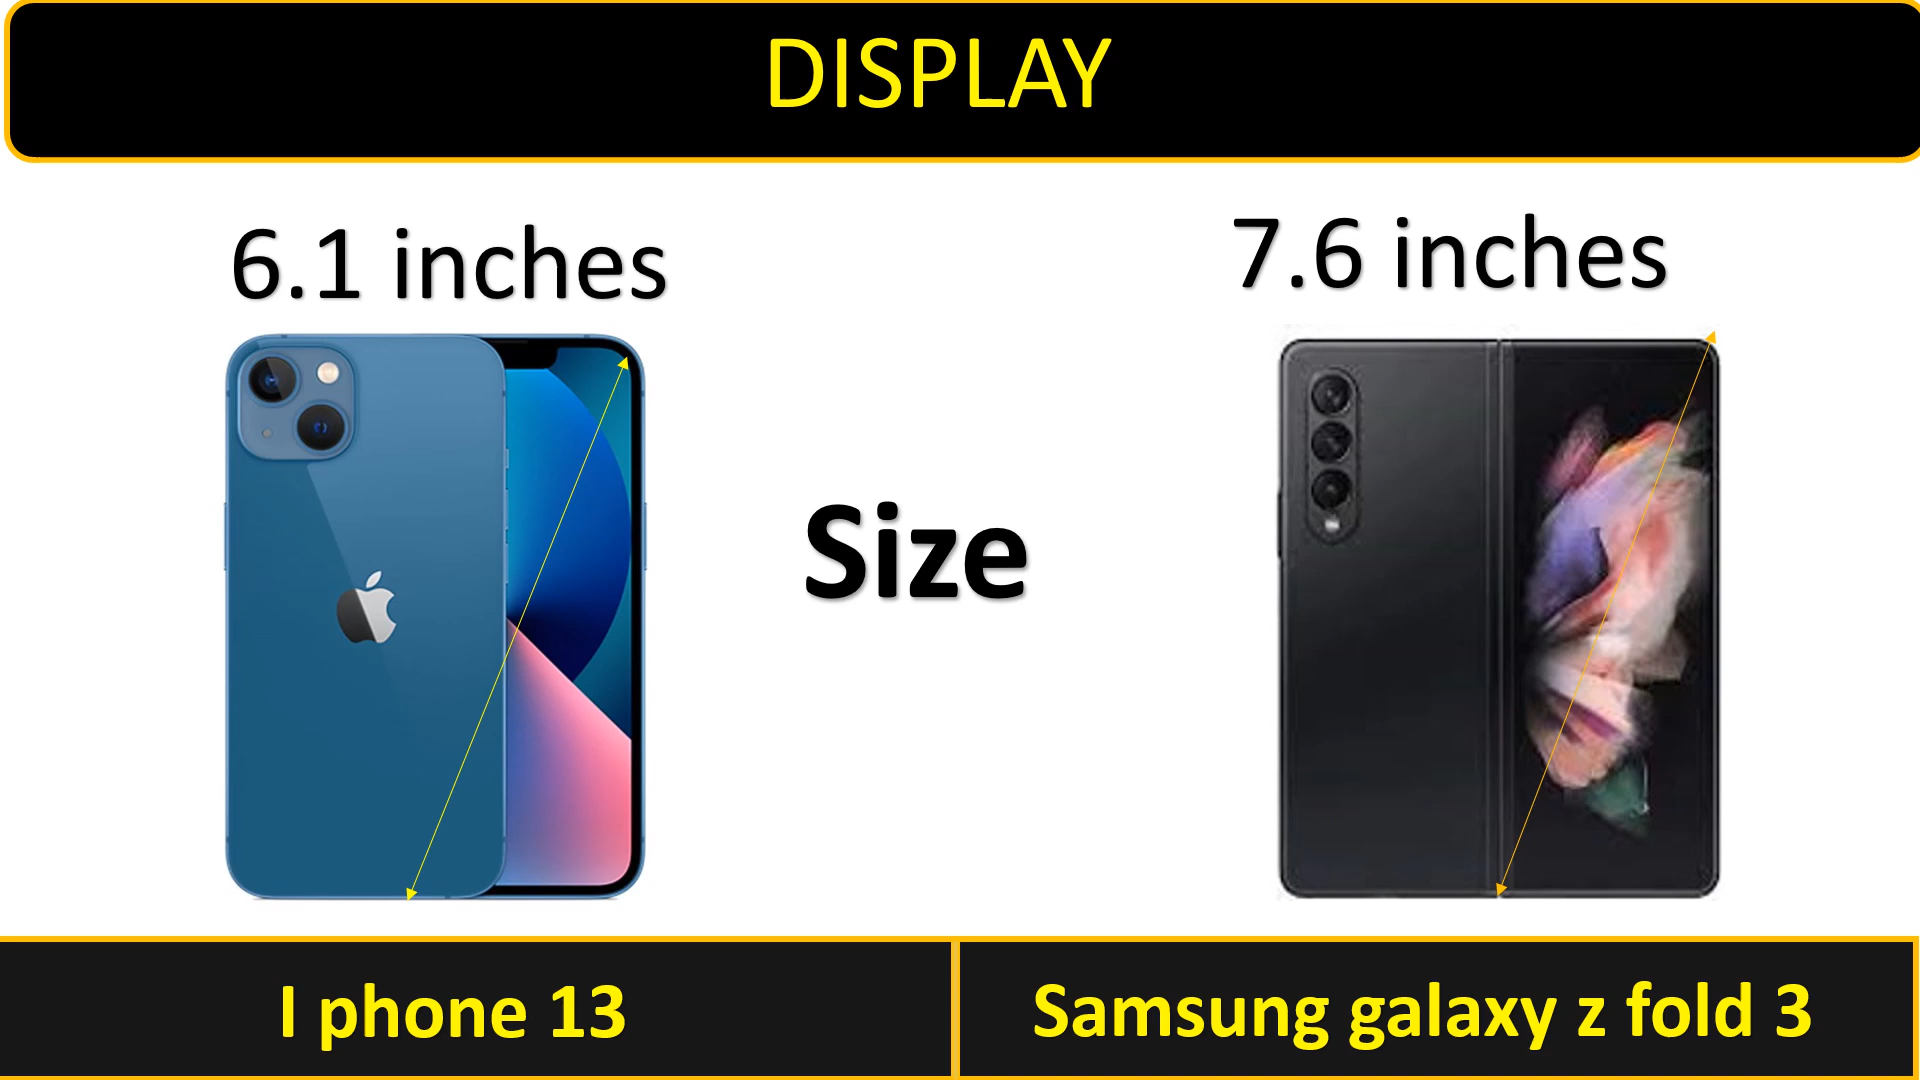 DISPLAY
6.1 inches
7.6 inches
Size
I phone 13
Samsung galaxy z fold 3